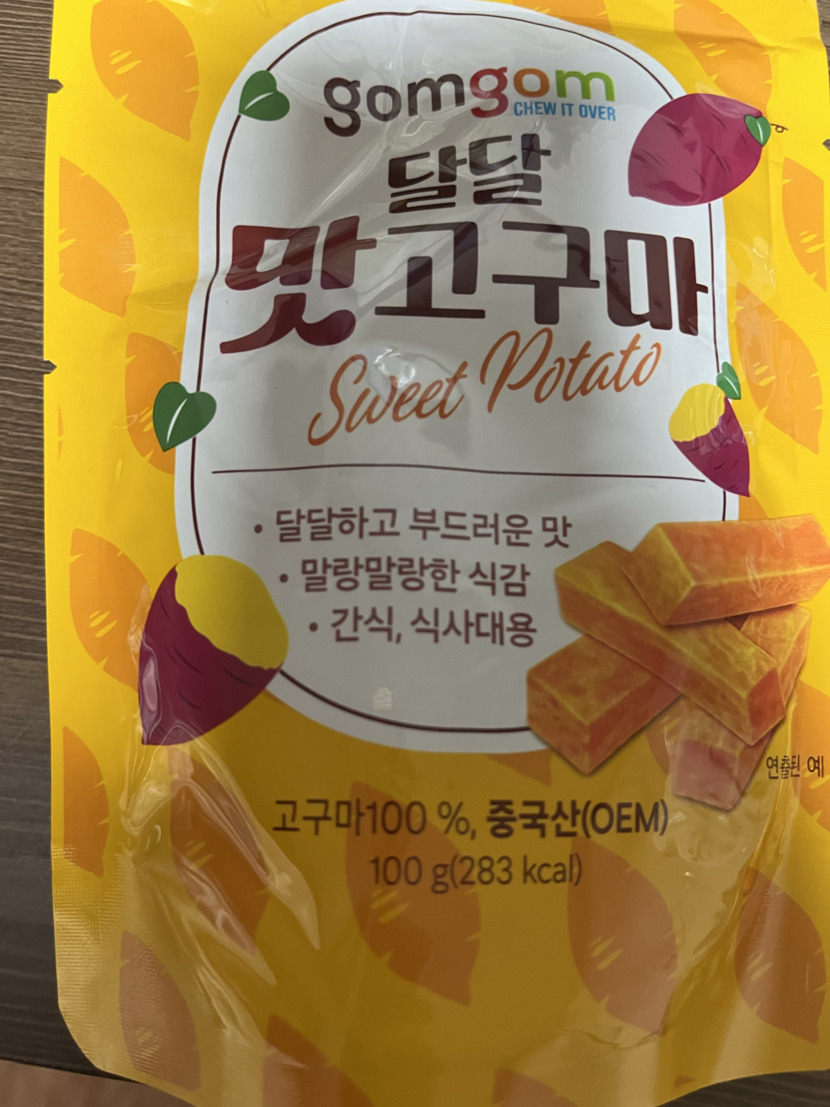 gomgom
CHEW IT OVER
달달
맛고구마
Sweet Potato
• 달달하고 부드러운 맛
• 말랑말랑한 식감
• 간식, 식사대용
연출된 예
고구마100 %, 중국산(OEM)
100 g(283 kcal)